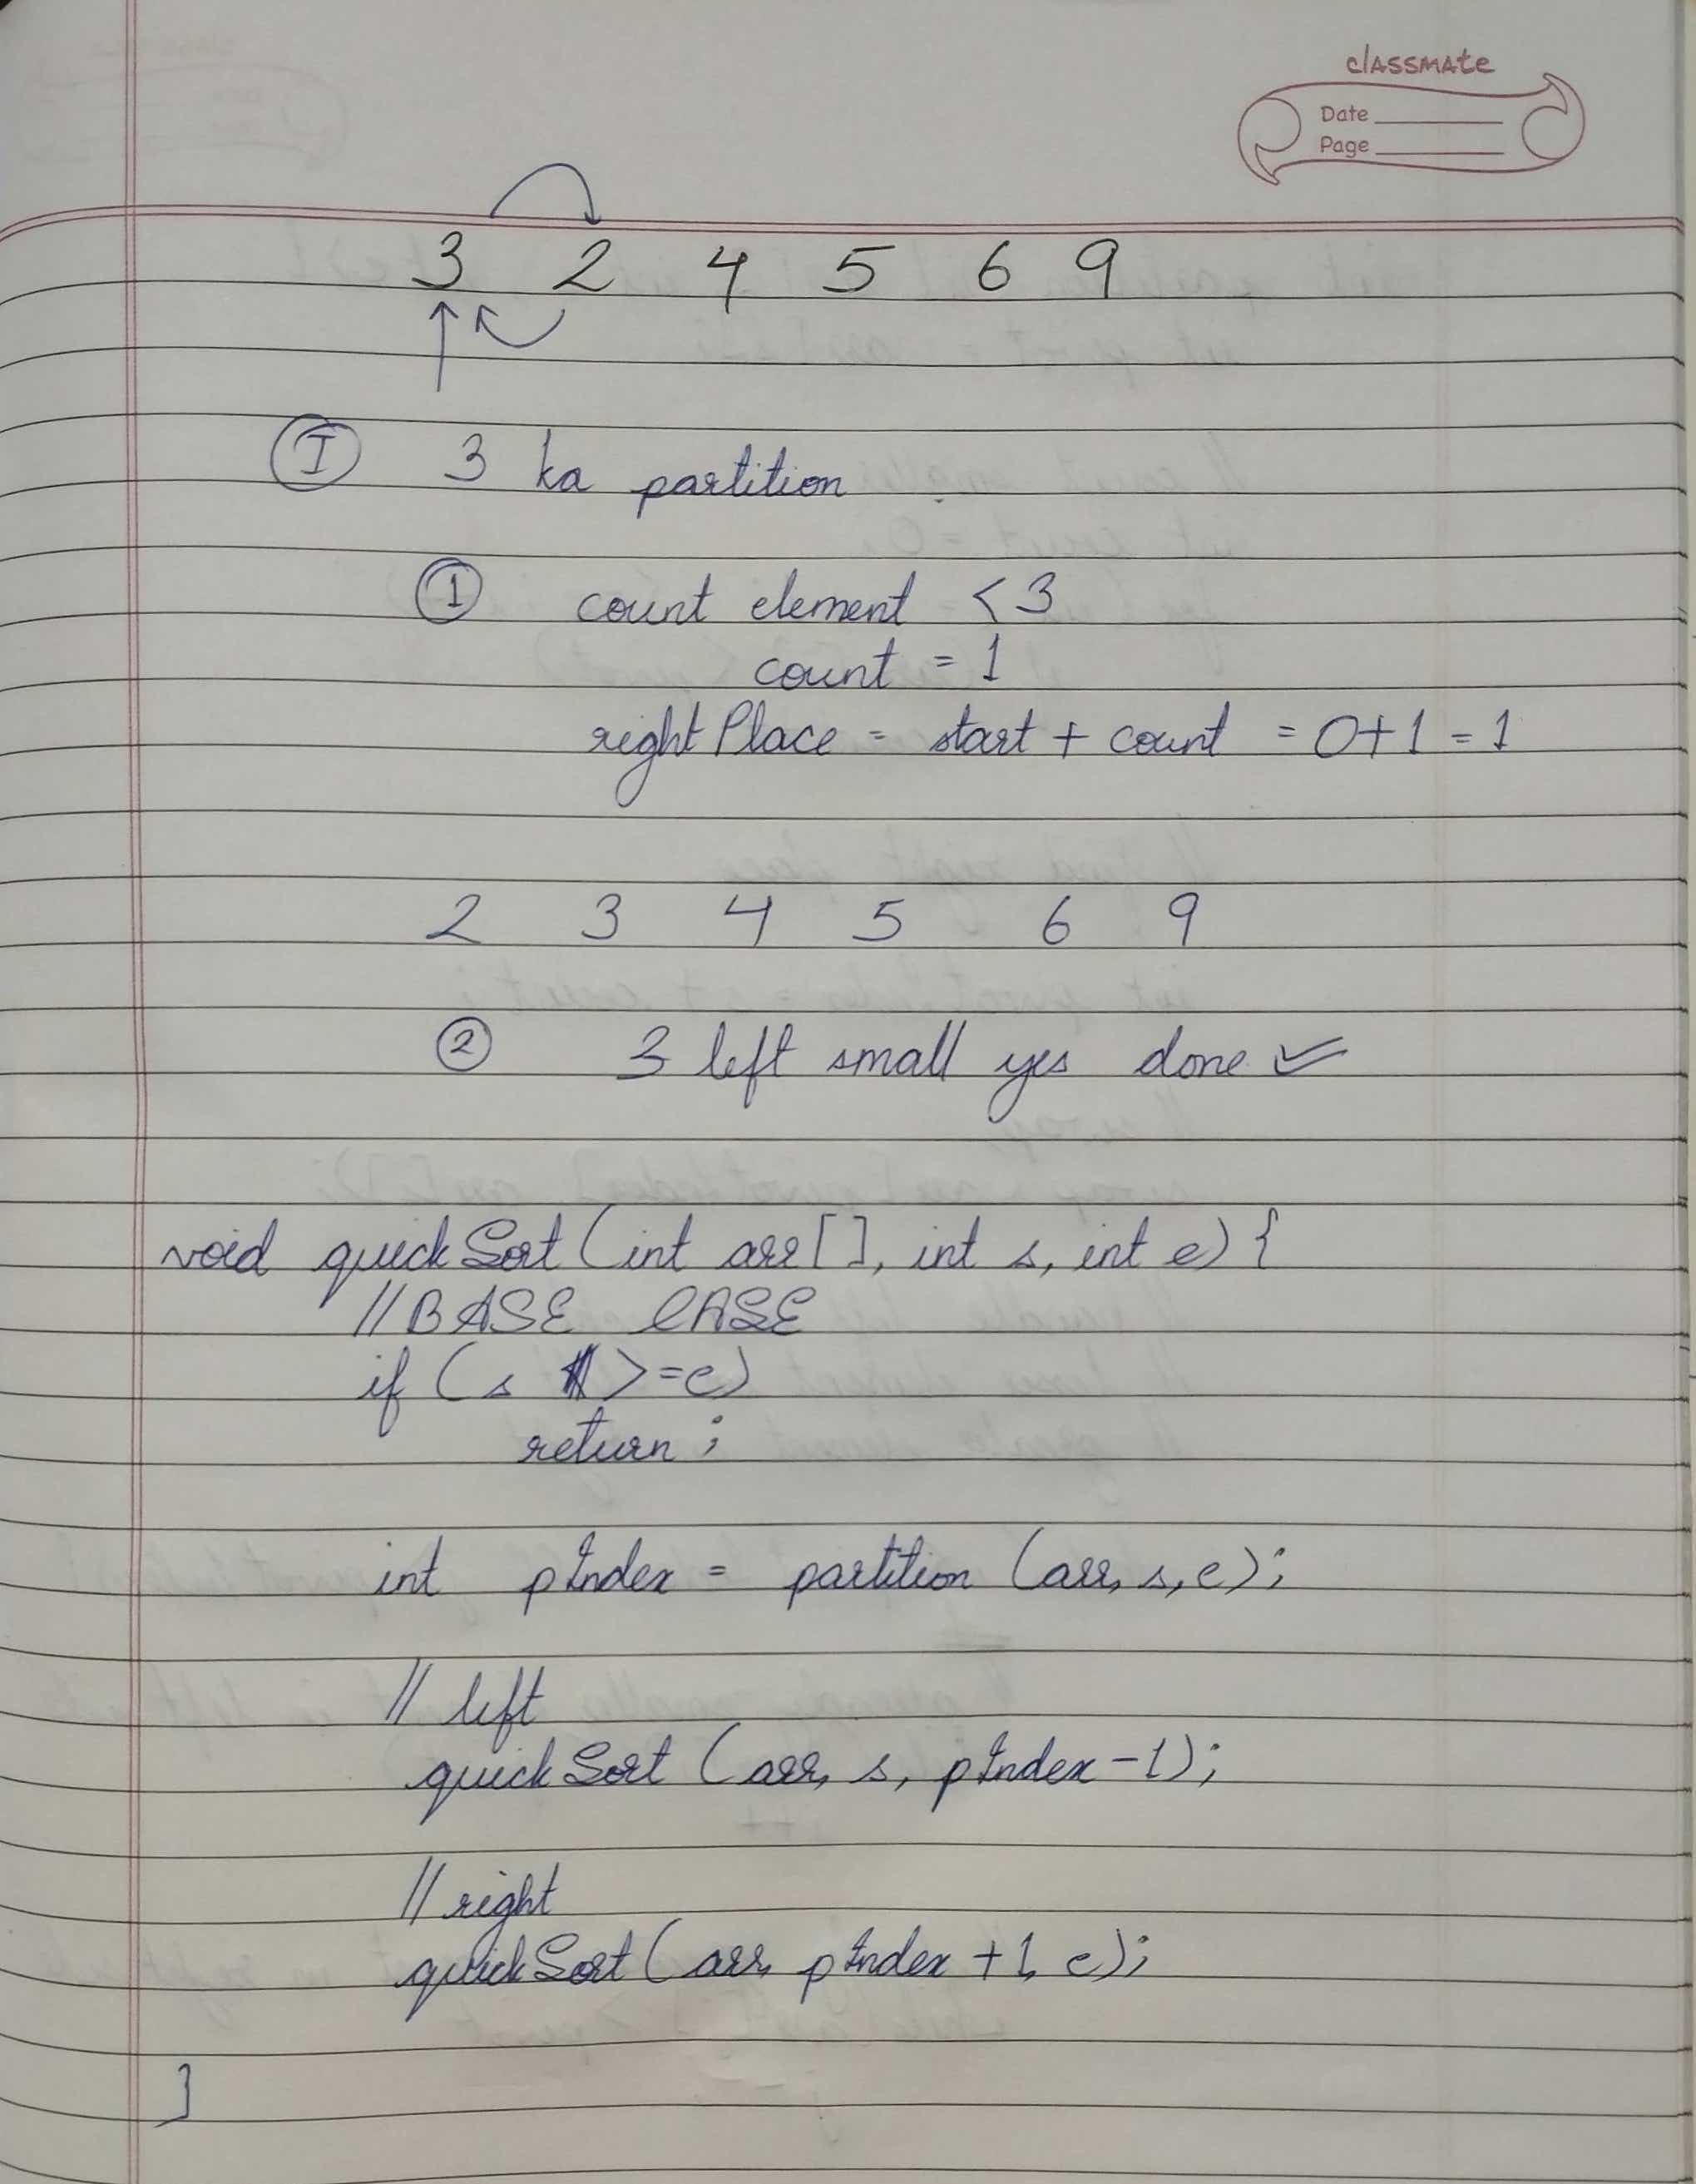 classmate
Date
Page
3 2 4 5 6 9
I 3 ka partition
1 count element <3
count = 1
rightPlace = start + count = 0+1 = 1
2 3 4 5 6 9
2 3 left small yes done ✓
void quickSort(int arr[], int s, int e) {
//BASE CASE
if (s >=e)
return ;
int pIndex = partition (arr, s, e);
// left
quickSort (arr, s, pIndex -1);
// right
quickSort (arr, pIndex +1, e);
}